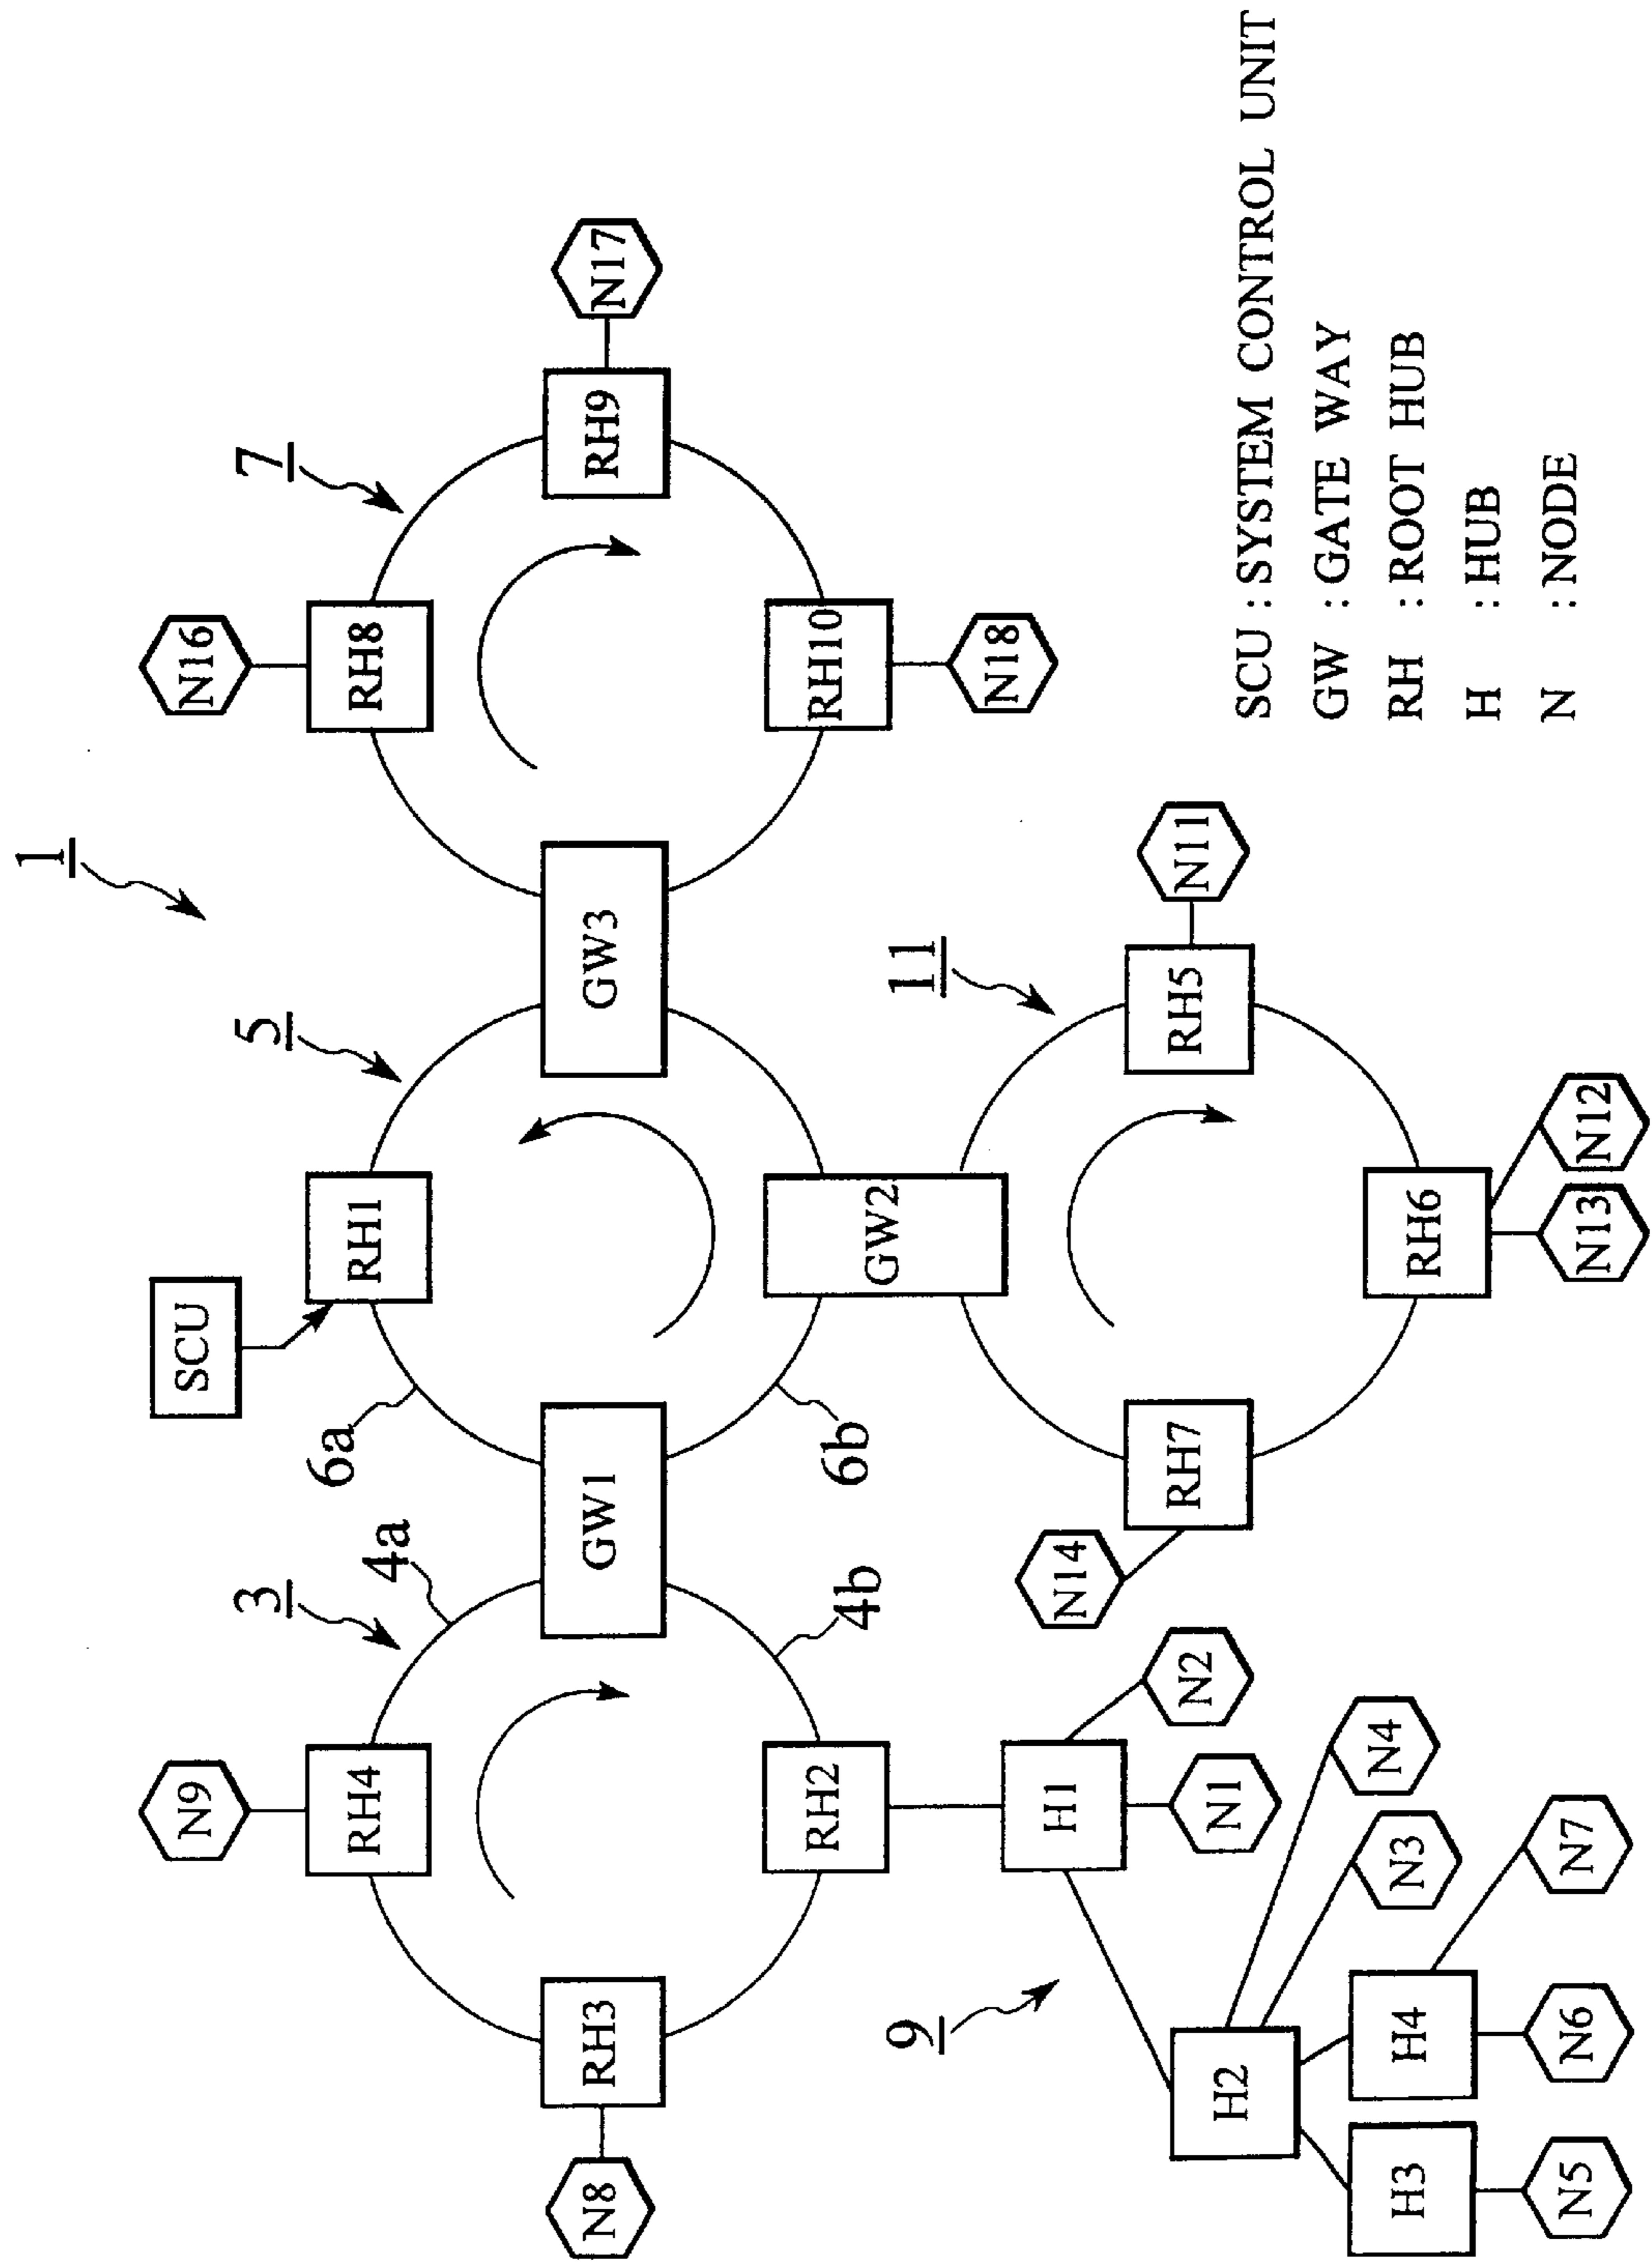 1
3
5
7
SCU
N9
N16
6a
RH4
4a
RH1
RH8
N8
RH3
GW1
GW3
RH9
N17
4b
6b
RH2
GW2
RH10
N18
9
11
H1
N14
RH7
RH5
N11
N1
N2
H2
N3
N4
H3
H4
N7
RH6
N5
N6
N13
N12
SCU : SYSTEM CONTROL UNIT
GW : GATE WAY
RH : ROOT HUB
H : HUB
N : NODE